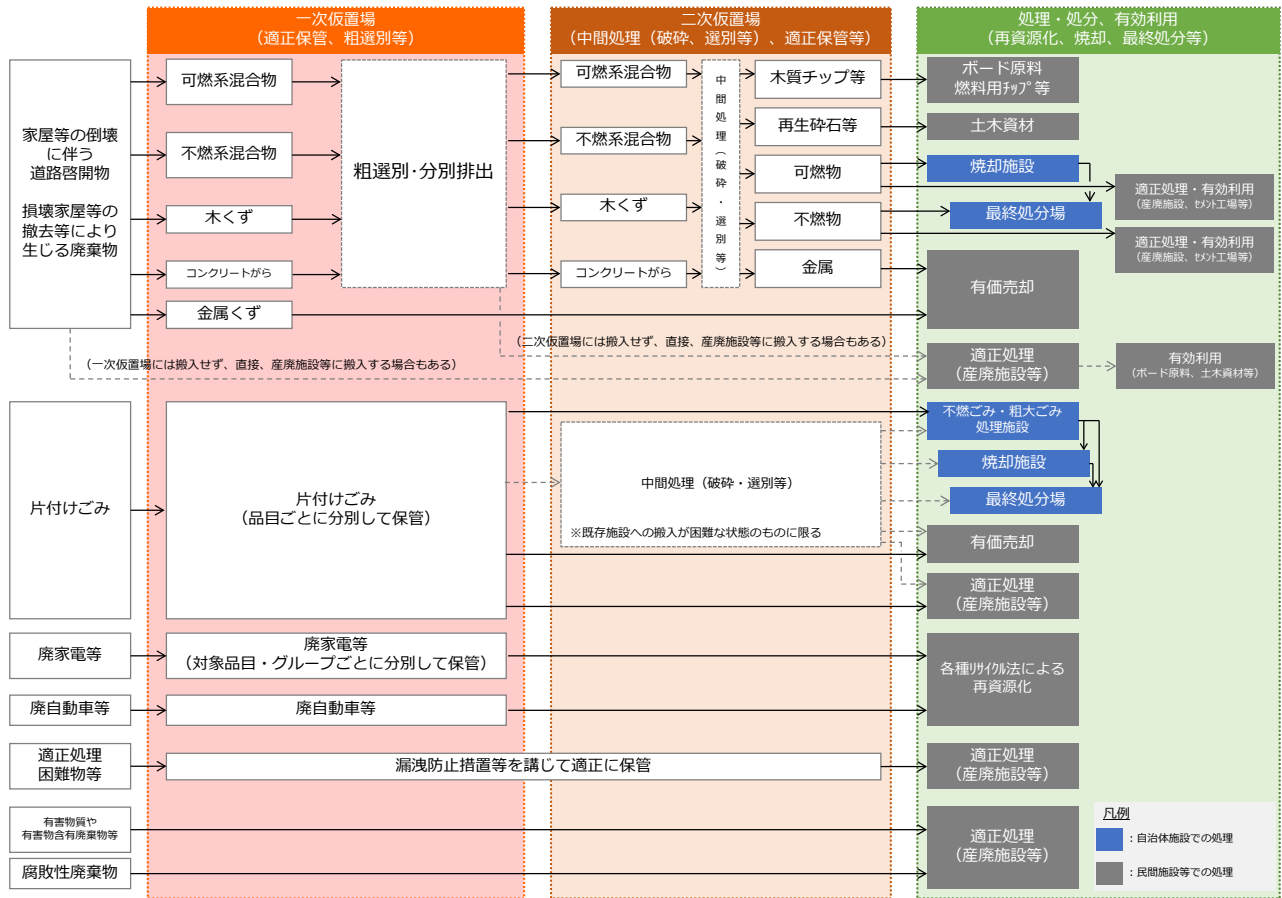 一次仮置場
（適正保管、粗選別等）
二次仮置場
（中間処理（破砕、選別等）、適正保管等）
処理・処分、有効利用
（再資源化、焼却、最終処分等）
家屋等の倒壊
に伴う
道路啓開物
損壊家屋等の
撤去等により
生じる廃棄物
可燃系混合物
不燃系混合物
木くず
コンクリートがら
金属くず
粗選別・分別排出
可燃系混合物
不燃系混合物
木くず
コンクリートがら
中間処理（破砕・選別等）
木質チップ等
再生砕石等
可燃物
不燃物
金属
ボード原料
燃料用ﾁｯﾌﾟ等
土木資材
焼却施設
適正処理・有効利用
（産廃施設、ｾﾒﾝﾄ工場等）
最終処分場
適正処理・有効利用
（産廃施設、ｾﾒﾝﾄ工場等）
有価売却
（二次仮置場には搬入せず、直接、産廃施設等に搬入する場合もある）
（一次仮置場には搬入せず、直接、産廃施設等に搬入する場合もある）
適正処理
（産廃施設等）
有効利用
（ボード原料、土木資材等）
片付けごみ
片付けごみ
（品目ごとに分別して保管）
中間処理（破砕・選別等）
※既存施設への搬入が困難な状態のものに限る
不燃ごみ・粗大ごみ
処理施設
焼却施設
最終処分場
有価売却
適正処理
（産廃施設等）
廃家電等
廃家電等
（対象品目・グループごとに分別して保管）
各種ﾘｻｲｸﾙ法による
再資源化
廃自動車等
廃自動車等
適正処理
困難物等
漏洩防止措置等を講じて適正に保管
適正処理
（産廃施設等）
有害物質や
有害物含有廃棄物等
腐敗性廃棄物
適正処理
（産廃施設等）
凡例
：自治体施設での処理
：民間施設等での処理